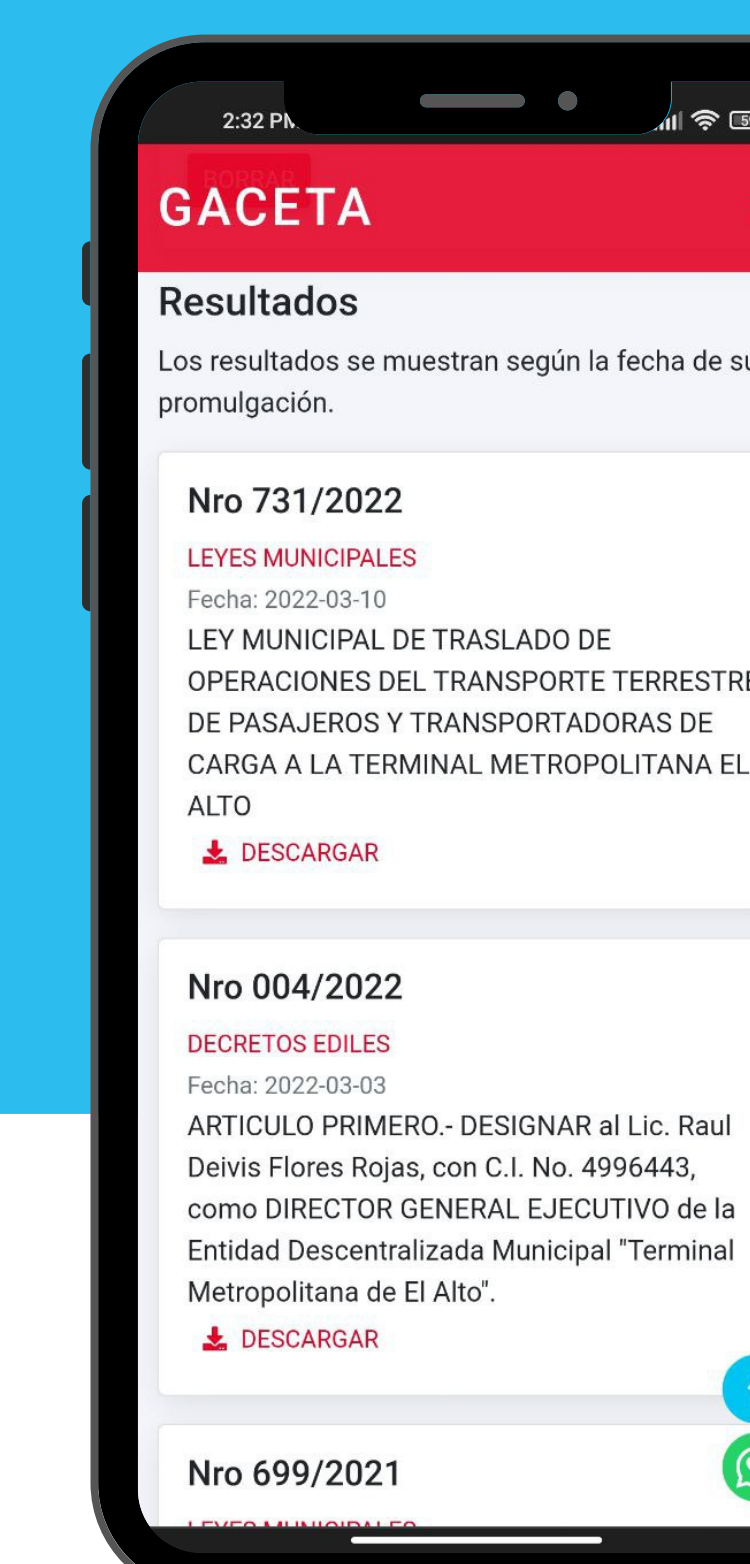 2:32
BORRAR
GACETA
Resultados
Los resultados se muestran según la fecha de su
promulgación.
Nro 731/2022
LEYES MUNICIPALES
Fecha: 2022-03-10
LEY MUNICIPAL DE TRASLADO DE
OPERACIONES DEL TRANSPORTE TERRESTRE
DE PASAJEROS Y TRANSPORTADORAS DE
CARGA A LA TERMINAL METROPOLITANA EL
ALTO
DESCARGAR
Nro 004/2022
DECRETOS EDILES
Fecha: 2022-03-03
ARTICULO PRIMERO.- DESIGNAR al Lic. Raul
Deivis Flores Rojas, con C.I. No. 4996443,
como DIRECTOR GENERAL EJECUTIVO de la
Entidad Descentralizada Municipal "Terminal
Metropolitana de El Alto".
DESCARGAR
Nro 699/2021
LEYES MUNICIPALES